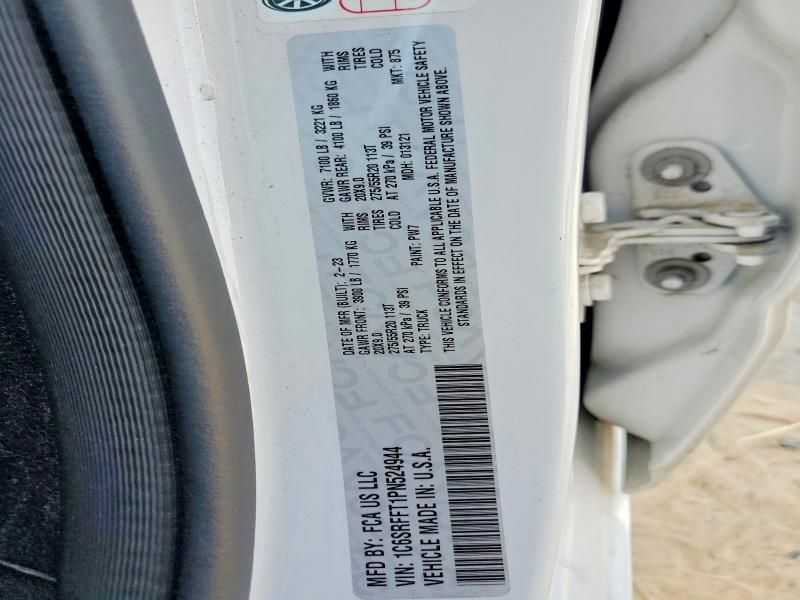 MFD BY: FCA US LLC
DATE OF MFR (BUILT): 2-23 GVWR: 7100 LB / 3221 KG
GAWR FRONT: 3900 LB / 1770 KG WITH GAWR REAR: 4100 LB / 1860 KG WITH
20X9.0 RIMS 20X9.0 RIMS
275/55R20 113T TIRES 275/55R20 113T TIRES
AT 270 kPa / 39 PSI COLD AT 270 kPa / 39 PSI COLD
VIN: 1C6SRFFT1PN524944
TYPE: TRUCK PAINT: PW7 MDH: 013121 MKT: 875
VEHICLE MADE IN: U.S.A.
THIS VEHICLE CONFORMS TO ALL APPLICABLE U.S.A. FEDERAL MOTOR VEHICLE SAFETY
STANDARDS IN EFFECT ON THE DATE OF MANUFACTURE SHOWN ABOVE.